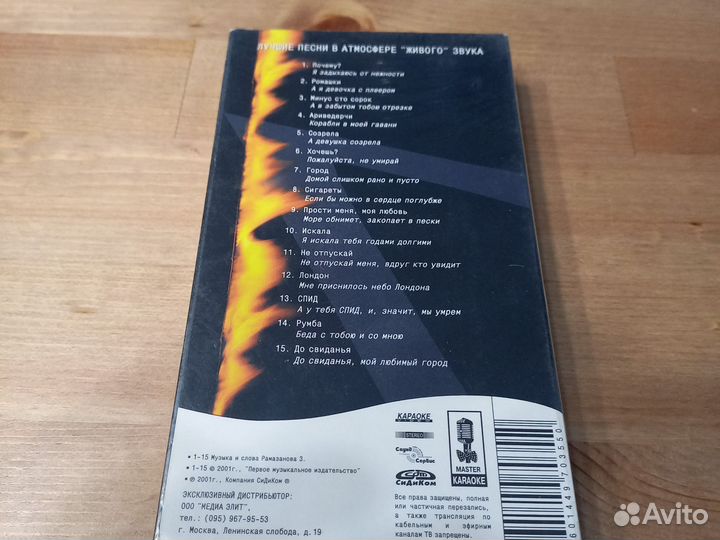 ЛУЧШИЕ ПЕСНИ В АТМОСФЕРЕ "ЖИВОГО" ЗВУКА
1. Почему?
Я задыхаюсь от нежности
2. Ромашки
А я девочка с плеером
3. Минус сто сорок
А в забытом тобою отрезке
4. Ариведерчи
Корабли в моей гавани
5. Созрела
А девушка созрела
6. Хочешь?
Пожалуйста, не умирай
7. Город
Домой слишком рано и пусто
8. Сигареты
Если бы можно в сердце поглубже
9. Прости меня, моя любовь
Море обнимет, закопает в пески
10. Искала
Я искала тебя годами долгими
11. Не отпускай
Не отпускай меня, вдруг кто увидит
12. Лондон
Мне приснилось небо Лондона
13. СПИД
А у тебя СПИД, и, значит, мы умрем
14. Румба
Беда с тобою и со мною
15. До свиданья
До свиданья, мой любимый город
• 1-15 Музыка и слова Рамазанова З.
• 1-15 © 2001г., "Первое музыкальное издательство"
℗ 2001г., Компания СиДиКом ®
ЭКСКЛЮЗИВНЫЙ ДИСТРИБЬЮТОР:
ООО "МЕДИА ЭЛИТ",
тел.: (095) 967-95-53
г. Москва, Ленинская слобода, д.19
КАРАОКЕ
VIDEO
STEREO
Саунд Сервис
СиДиКом
MASTER
KARAOKE
Все права защищены, полная
или частичная перезапись,
а также трансляция по
кабельным и эфирным
каналам ТВ запрещены.
601449 703550
Avito